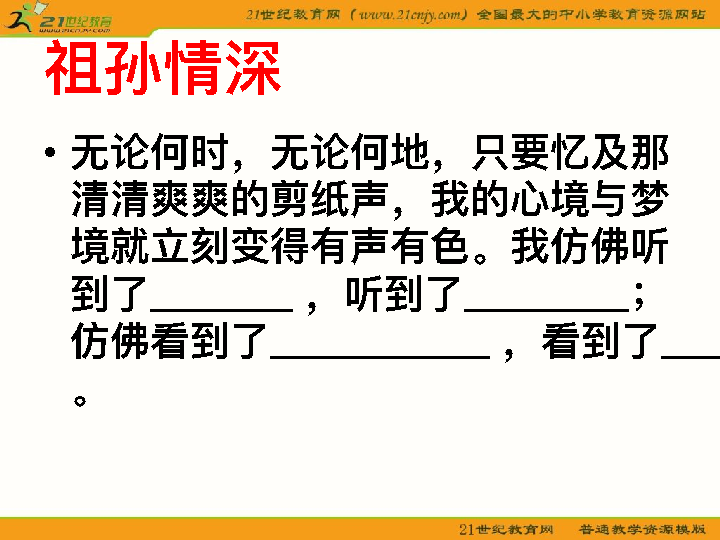 21世纪教育
www.21cnjy.com
21世纪教育网（www.21cnjy.com）全国最大的中小学教育资源网站
祖孙情深
•无论何时，无论何地，只要忆及那
清清爽爽的剪纸声，我的心境与梦
境就立刻变得有声有色。我仿佛听
到了_______ ，听到了________；
仿佛看到了___________ ，看到了___
。
21世纪教育网 普通教学资源模版